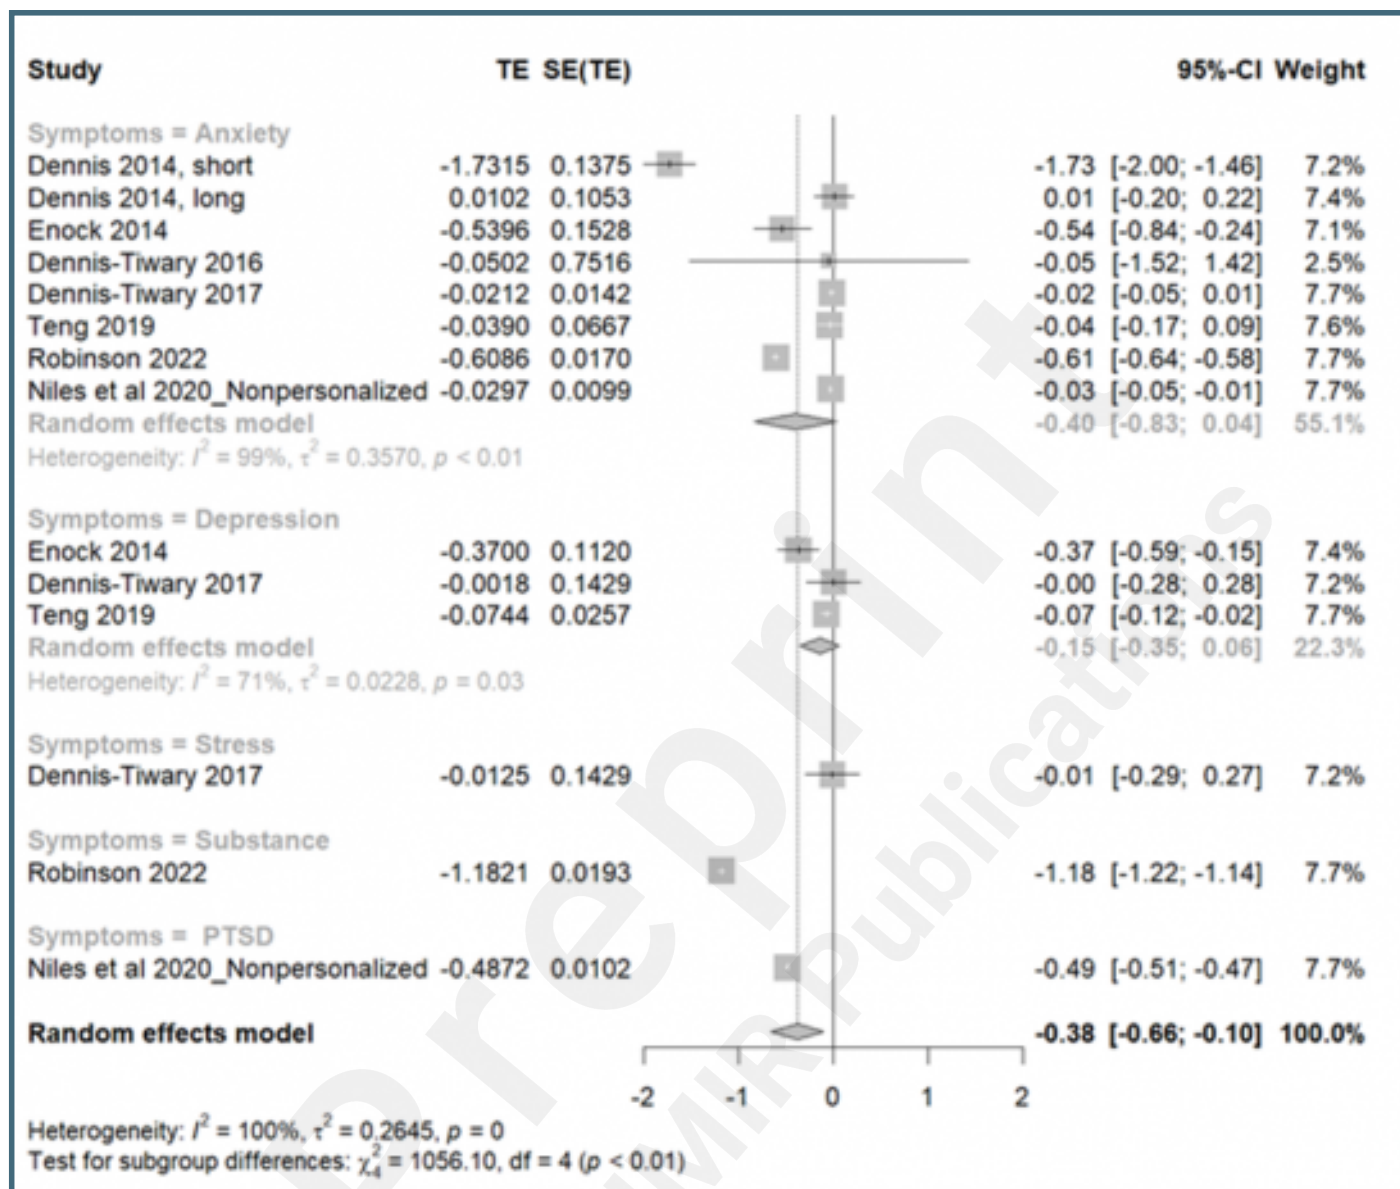 Study TE SE(TE) 95%-CI Weight
Symptoms = Anxiety
Dennis 2014, short -1.7315 0.1375 -1.73 [-2.00; -1.46] 7.2%
Dennis 2014, long 0.0102 0.1053 0.01 [-0.20; 0.22] 7.4%
Enock 2014 -0.5396 0.1528 -0.54 [-0.84; -0.24] 7.1%
Dennis-Tiwary 2016 -0.0502 0.7516 -0.05 [-1.52; 1.42] 2.5%
Dennis-Tiwary 2017 -0.0212 0.0142 -0.02 [-0.05; 0.01] 7.7%
Teng 2019 -0.0390 0.0667 -0.04 [-0.17; 0.09] 7.6%
Robinson 2022 -0.6086 0.0170 -0.61 [-0.64; -0.58] 7.7%
Niles et al 2020_Nonpersonalized -0.0297 0.0099 -0.03 [-0.05; -0.01] 7.7%
Random effects model -0.40 [-0.83; 0.04] 55.1%
Heterogeneity: I² = 99%, τ² = 0.3570, p < 0.01
Symptoms = Depression
Enock 2014 -0.3700 0.1120 -0.37 [-0.59; -0.15] 7.4%
Dennis-Tiwary 2017 -0.0018 0.1429 -0.00 [-0.28; 0.28] 7.2%
Teng 2019 -0.0744 0.0257 -0.07 [-0.12; -0.02] 7.7%
Random effects model -0.15 [-0.35; 0.06] 22.3%
Heterogeneity: I² = 71%, τ² = 0.0228, p = 0.03
Symptoms = Stress
Dennis-Tiwary 2017 -0.0125 0.1429 -0.01 [-0.29; 0.27] 7.2%
Symptoms = Substance
Robinson 2022 -1.1821 0.0193 -1.18 [-1.22; -1.14] 7.7%
Symptoms = PTSD
Niles et al 2020_Nonpersonalized -0.4872 0.0102 -0.49 [-0.51; -0.47] 7.7%
Random effects model -0.38 [-0.66; -0.10] 100.0%
-2 -1 0 1 2
Heterogeneity: I² = 100%, τ² = 0.2645, p = 0
Test for subgroup differences: χ²₄ = 1056.10, df = 4 (p < 0.01)
Preprint
JMIR Publications